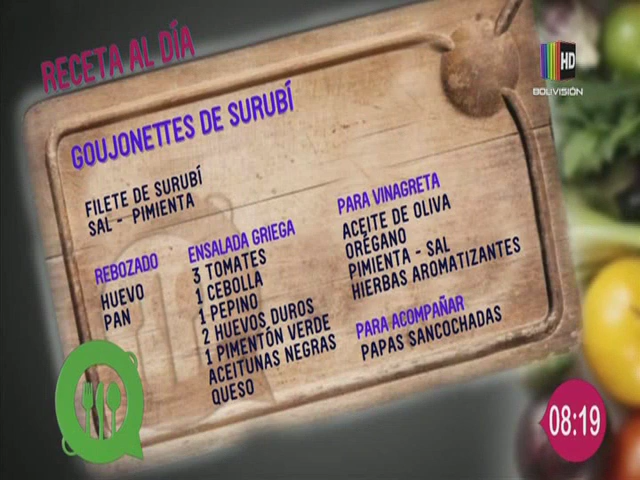 RECETA AL DÍA
HD
BOLIVISIÓN
GOUJONETTES DE SURUBÍ
FILETE DE SURUBÍ
SAL - PIMIENTA
REBOZADO
HUEVO
PAN
ENSALADA GRIEGA
3 TOMATES
1 CEBOLLA
1 PEPINO
2 HUEVOS DUROS
1 PIMENTÓN VERDE
ACEITUNAS NEGRAS
QUESO
PARA VINAGRETA
ACEITE DE OLIVA
ORÉGANO
PIMIENTA - SAL
HIERBAS AROMATIZANTES
PARA ACOMPAÑAR
PAPAS SANCOCHADAS
08:19